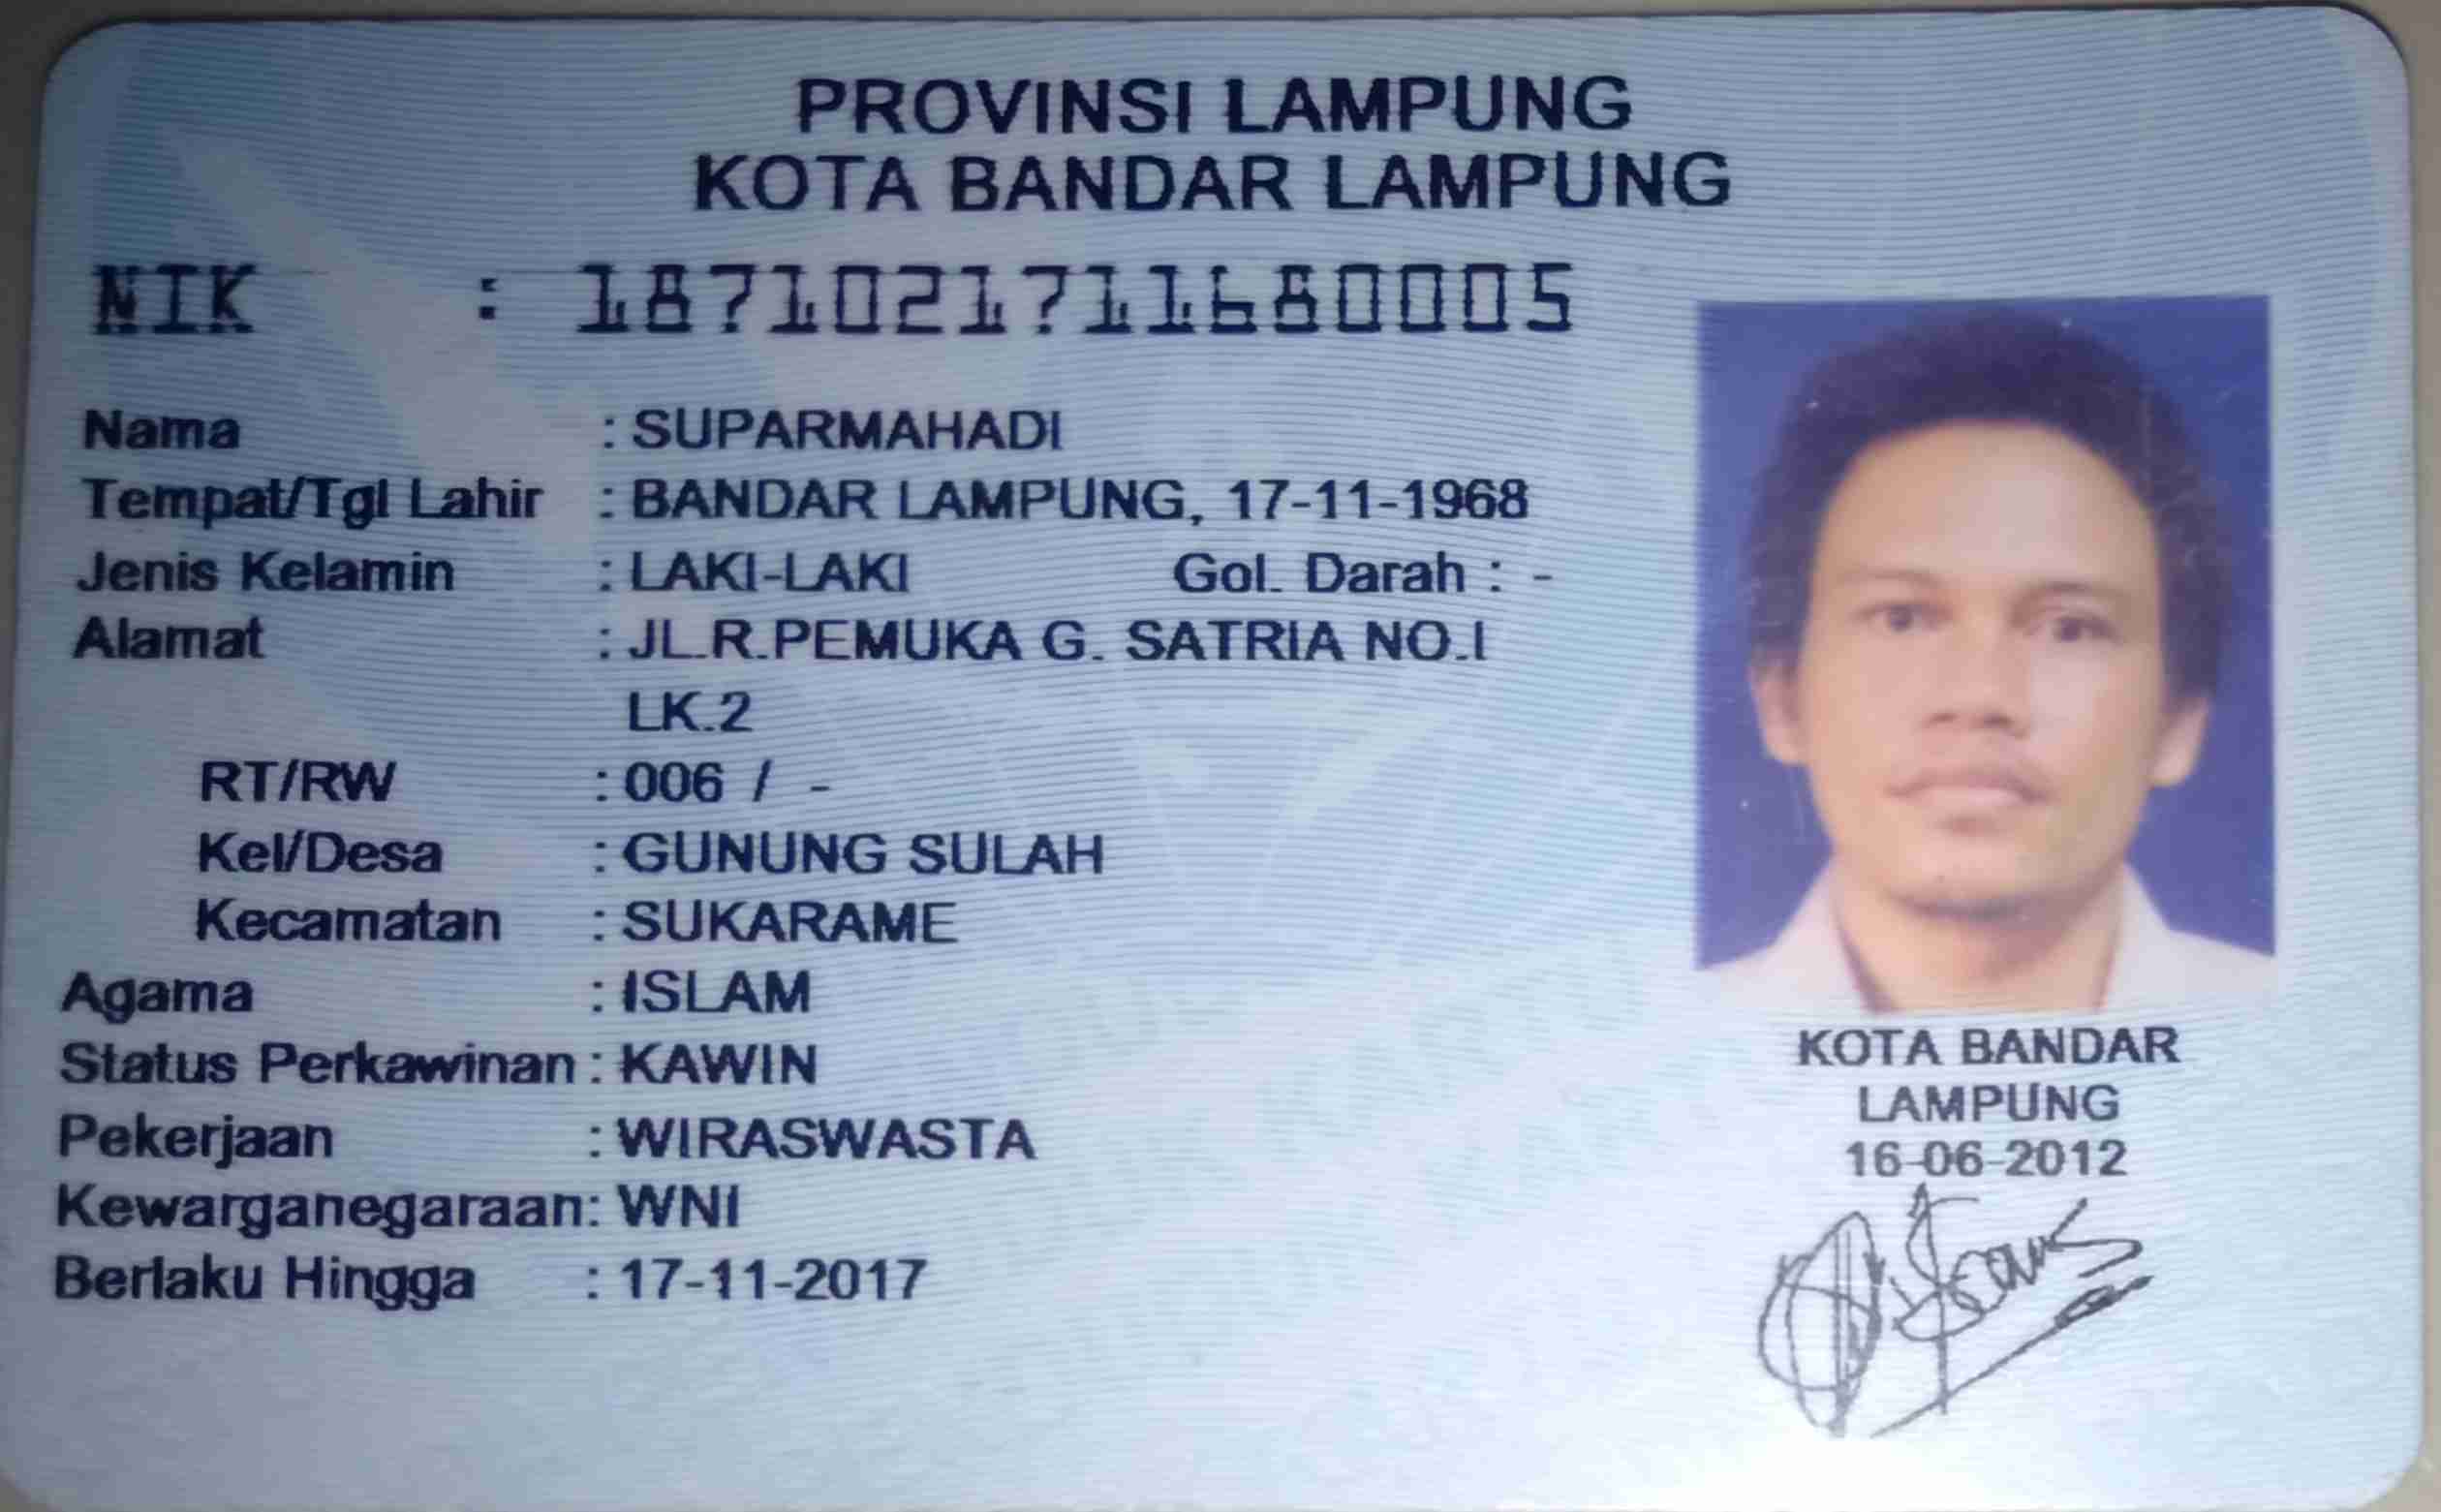 PROVINSI LAMPUNG
KOTA BANDAR LAMPUNG
NIK : 1871021711680005
Nama : SUPARMAHADI
Tempat/Tgl Lahir : BANDAR LAMPUNG, 17-11-1968
Jenis Kelamin : LAKI-LAKI Gol. Darah : -
Alamat : JL.R.PEMUKA G. SATRIA NO.I
LK.2
RT/RW : 006 / -
Kel/Desa : GUNUNG SULAH
Kecamatan : SUKARAME
Agama : ISLAM
Status Perkawinan : KAWIN
Pekerjaan : WIRASWASTA
Kewarganegaraan: WNI
Berlaku Hingga : 17-11-2017
KOTA BANDAR
LAMPUNG
16-06-2012